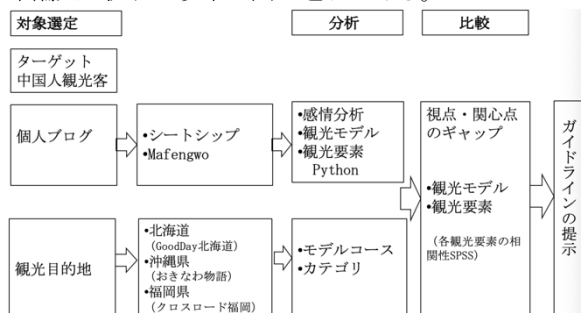 対象選定
分析
比較
ターゲット
中国人観光客
個人ブログ
•シートシップ
•Mafengwo
•感情分析
•観光モデル
•観光要素
Python
視点・関心点
のギャップ
•観光モデル
•観光要素
(各観光要素の相
関性SPSS)
ガイドラインの提示
観光目的地
•北海道
(GoodDay北海道)
•沖縄県
(おきなわ物語)
•福岡県
(クロスロード福岡)
•モデルコース
•カテゴリ